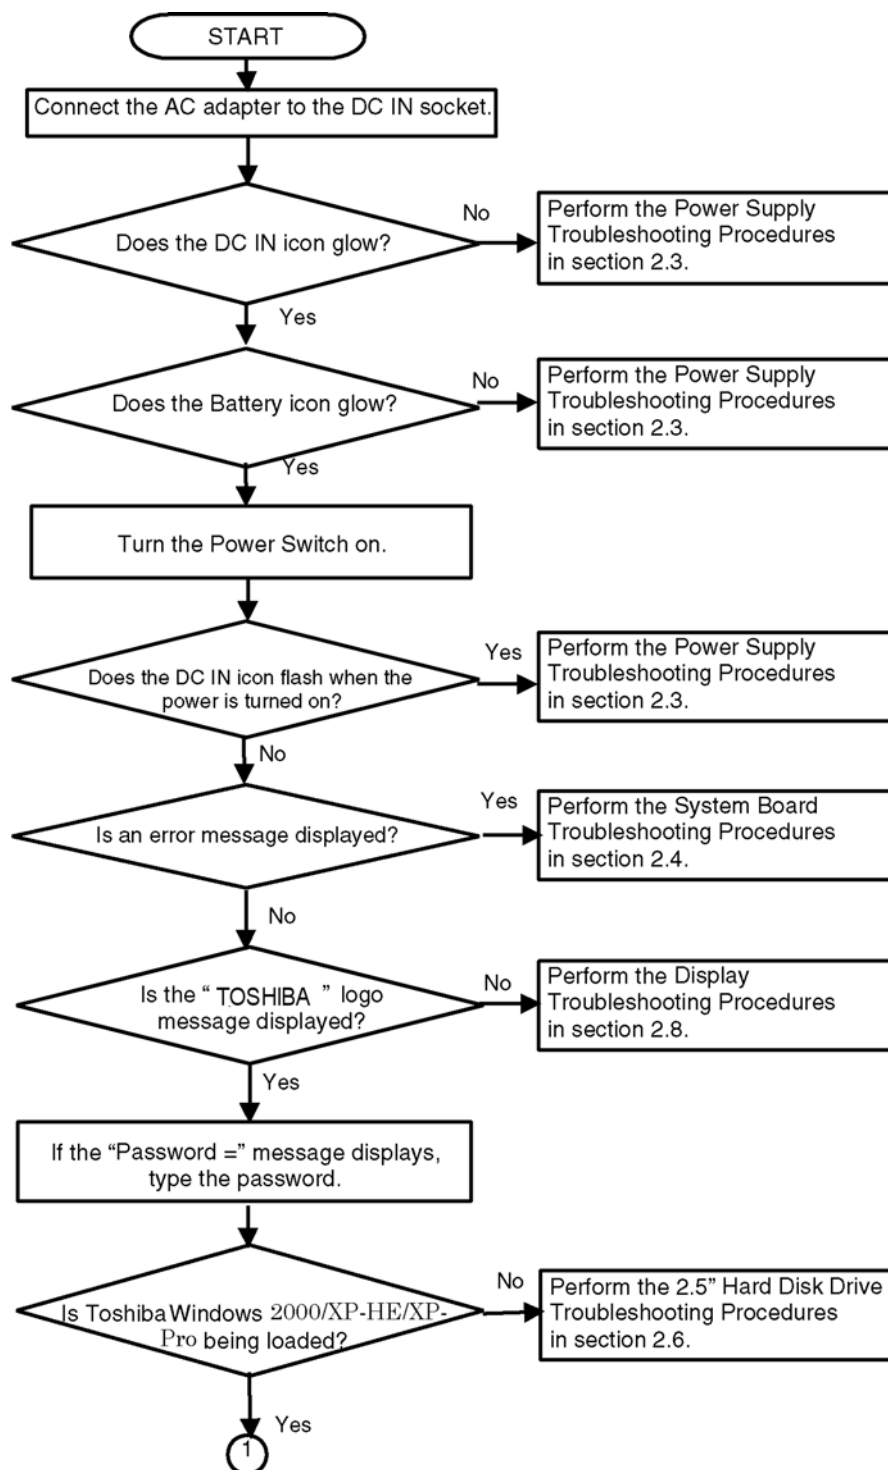 START
Connect the AC adapter to the DC IN socket.
Does the DC IN icon glow?
No
Perform the Power Supply
Troubleshooting Procedures
in section 2.3.
Yes
Does the Battery icon glow?
No
Perform the Power Supply
Troubleshooting Procedures
in section 2.3.
Yes
Turn the Power Switch on.
Does the DC IN icon flash when the
power is turned on?
Yes
Perform the Power Supply
Troubleshooting Procedures
in section 2.3.
No
Is an error message displayed?
Yes
Perform the System Board
Troubleshooting Procedures
in section 2.4.
No
Is the “ TOSHIBA ” logo
message displayed?
No
Perform the Display
Troubleshooting Procedures
in section 2.8.
Yes
If the “Password =” message displays,
type the password.
Is Toshiba Windows 2000/XP-HE/XP-
Pro being loaded?
No
Perform the 2.5” Hard Disk Drive
Troubleshooting Procedures
in section 2.6.
Yes
1